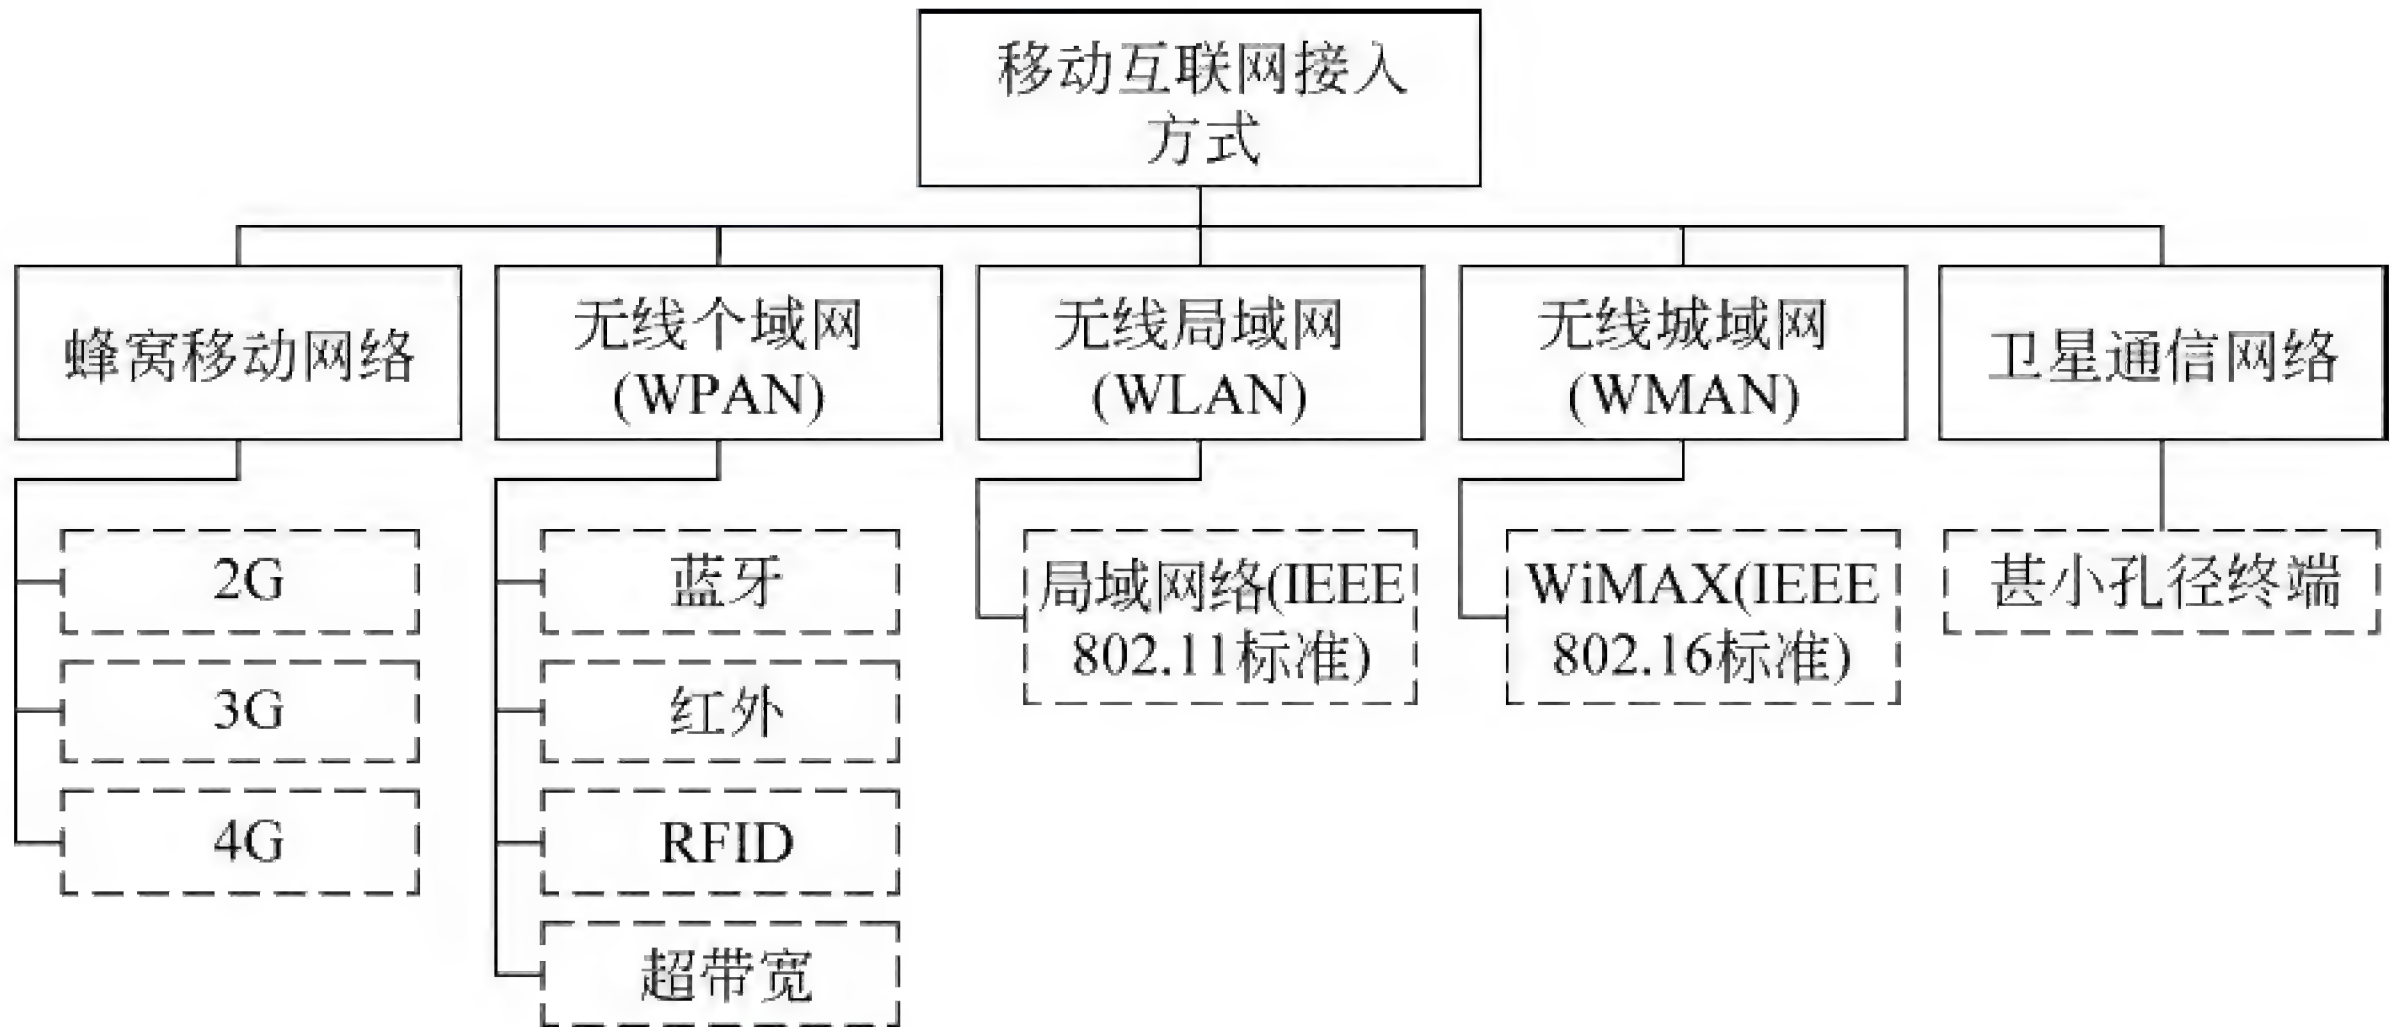 移动互联网接入
方式
蜂窝移动网络
无线个域网
(WPAN)
无线局域网
(WLAN)
无线城域网
(WMAN)
卫星通信网络
2G
3G
4G
蓝牙
红外
RFID
超带宽
局域网络(IEEE
802.11标准)
WiMAX(IEEE
802.16标准)
甚小孔径终端